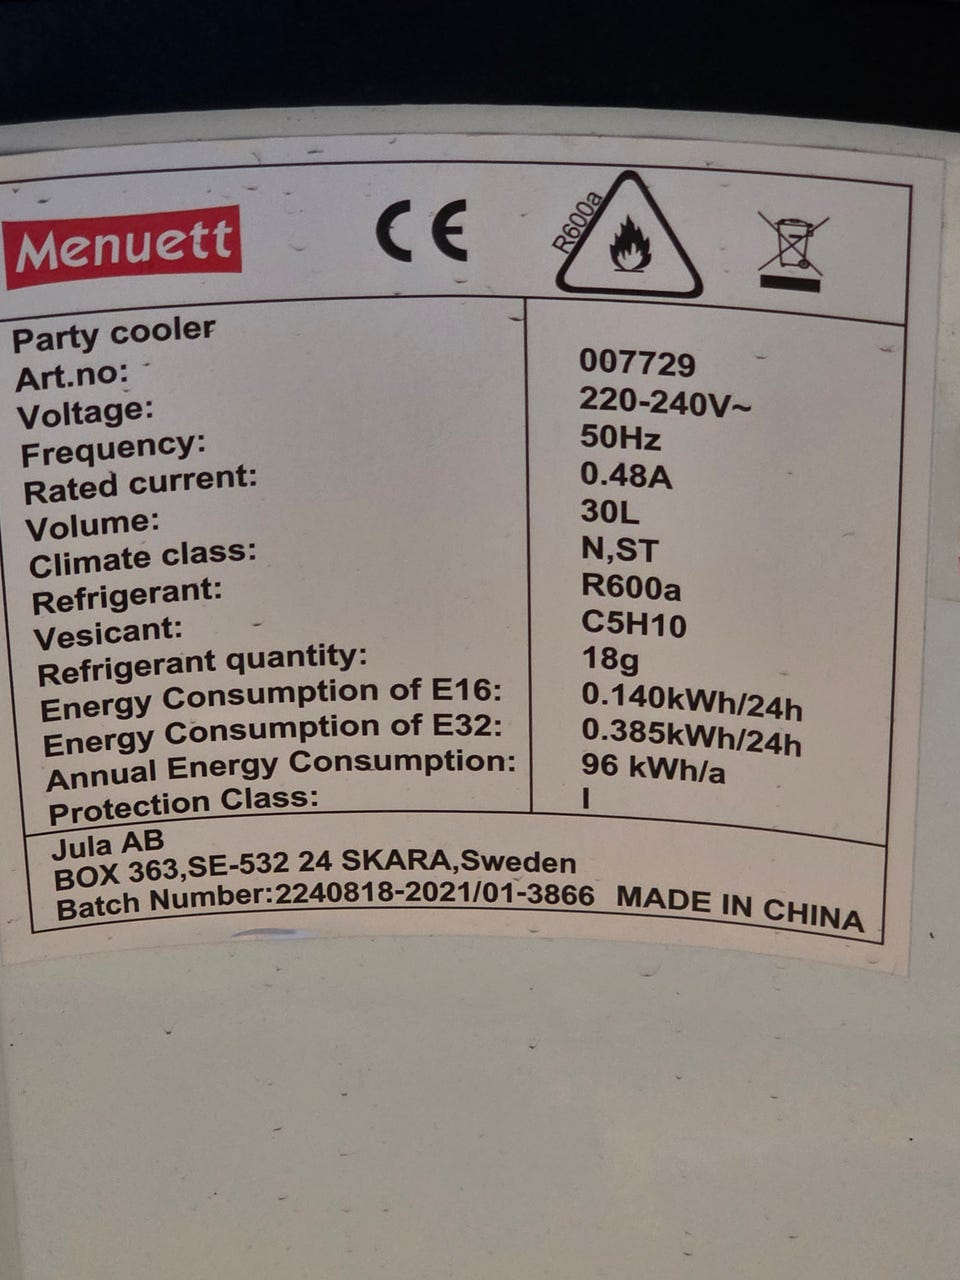 Menuett
CE
R600a
Party cooler
Art.no: 007729
Voltage: 220-240V~
Frequency: 50Hz
Rated current: 0.48A
Volume: 30L
Climate class: N,ST
Refrigerant: R600a
Vesicant: C5H10
Refrigerant quantity: 18g
Energy Consumption of E16: 0.140kWh/24h
Energy Consumption of E32: 0.385kWh/24h
Annual Energy Consumption: 96 kWh/a
Protection Class: I
Jula AB
BOX 363,SE-532 24 SKARA,Sweden
Batch Number:2240818-2021/01-3866 MADE IN CHINA